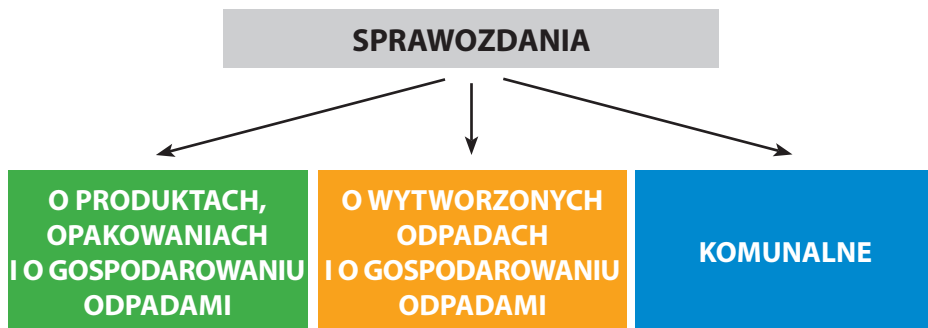 SPRAWOZDANIA
O PRODUKTACH,
OPAKOWANIACH
I O GOSPODAROWANIU
ODPADAMI
O WYTWORZONYCH
ODPADACH
I O GOSPODAROWANIU
ODPADAMI
KOMUNALNE